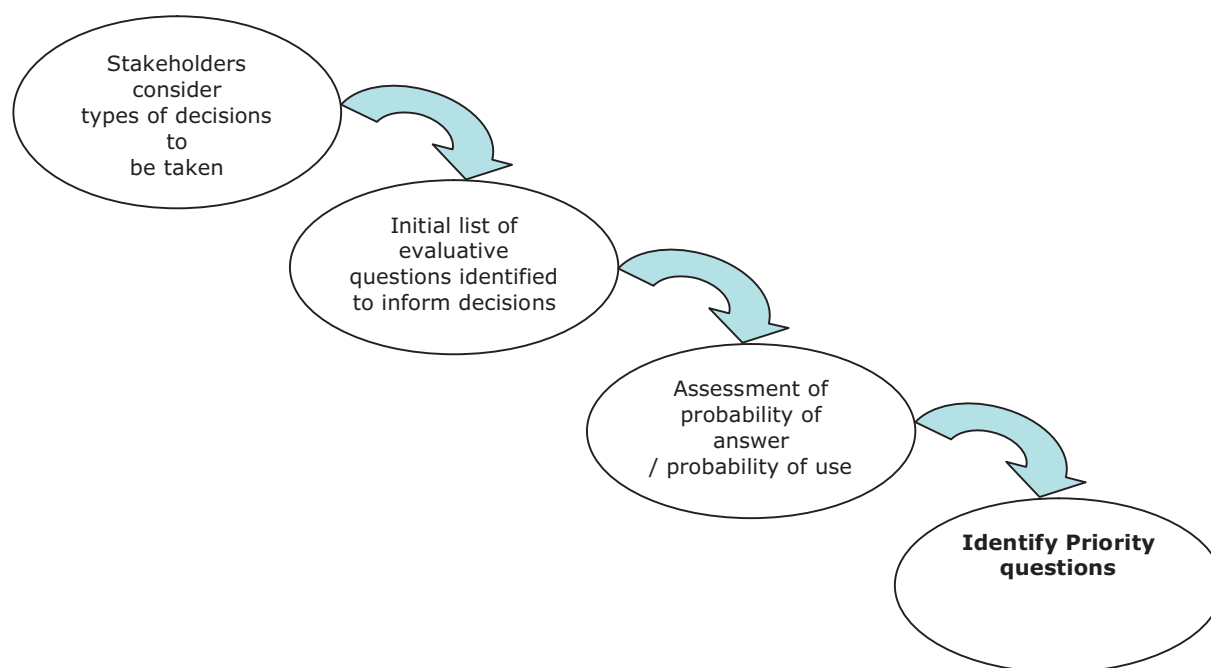 Stakeholders
consider
types of decisions
to
be taken
Initial list of
evaluative
questions identified
to inform decisions
Assessment of
probability of
answer
/ probability of use
Identify Priority
questions